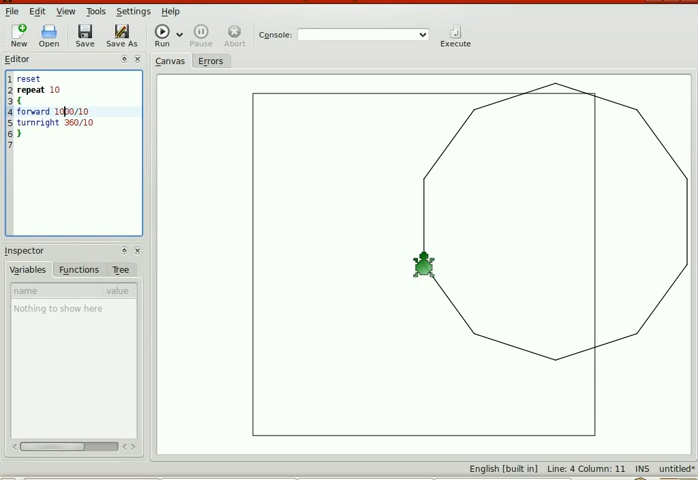 File Edit View Tools Settings Help
New Open Save Save As Run Pause Abort Console: Execute
Editor
Canvas Errors
1 reset
2 repeat 10
3 {
4 forward 1000/10
5 turnright 360/10
6 }
7
Inspector
Variables Functions Tree
name value
Nothing to show here
English [built in] Line: 4 Column: 11 INS untitled*